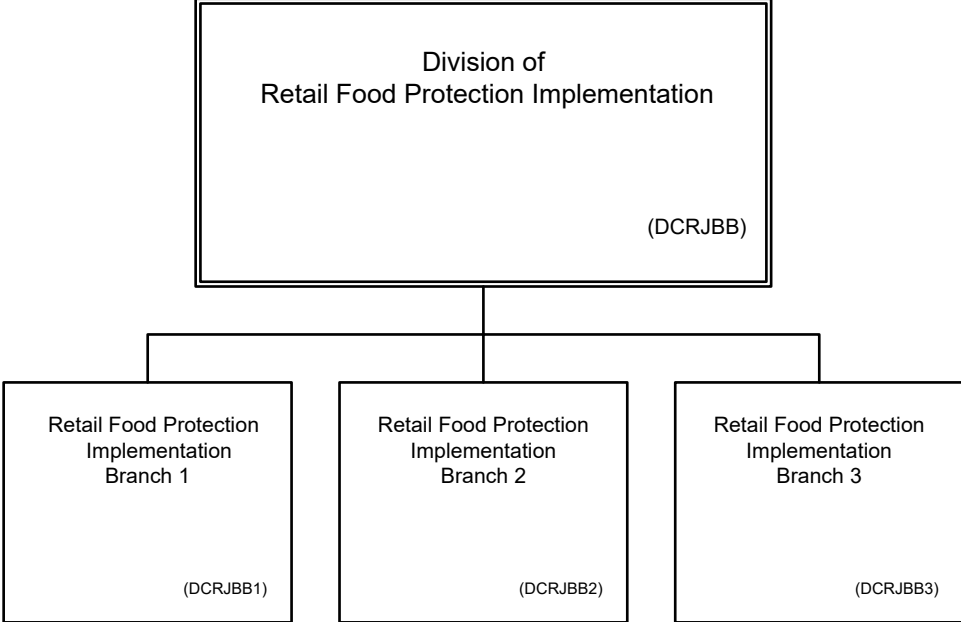 Division of
Retail Food Protection Implementation
(DCRJBB)
Retail Food Protection
Implementation
Branch 1
(DCRJBB1)
Retail Food Protection
Implementation
Branch 2
(DCRJBB2)
Retail Food Protection
Implementation
Branch 3
(DCRJBB3)